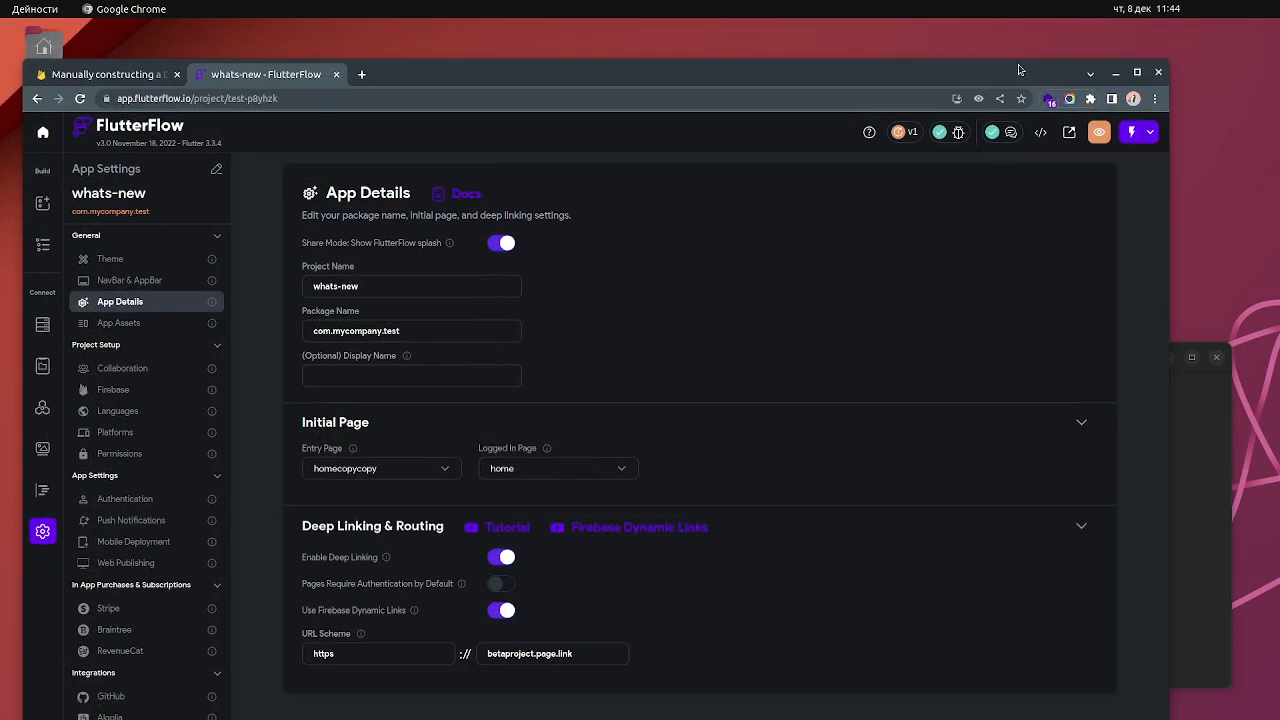 Дейности
Google Chrome
чт, 8 дек 11:44
Manually constructing a D
whats-new - FlutterFlow
app.flutterflow.io/project/test-p8yhzk
16
FlutterFlow
v3.0 November 18, 2022 - Flutter 3.3.4
v1
Build
Connect
App Settings
whats-new
com.mycompany.test
General
Theme
NavBar & AppBar
App Details
App Assets
Project Setup
Collaboration
Firebase
Languages
Platforms
Permissions
App Settings
Authentication
Push Notifications
Mobile Deployment
Web Publishing
In App Purchases & Subscriptions
Stripe
Braintree
RevenueCat
Integrations
GitHub
Algolia
App Details
Docs
Edit your package name, initial page, and deep linking settings.
Share Mode: Show FlutterFlow splash
Project Name
whats-new
Package Name
com.mycompany.test
(Optional) Display Name
Initial Page
Entry Page
Logged In Page
homecopycopy
home
Deep Linking & Routing
Tutorial
Firebase Dynamic Links
Enable Deep Linking
Pages Require Authentication by Default
Use Firebase Dynamic Links
URL Scheme
https :// betaproject.page.link